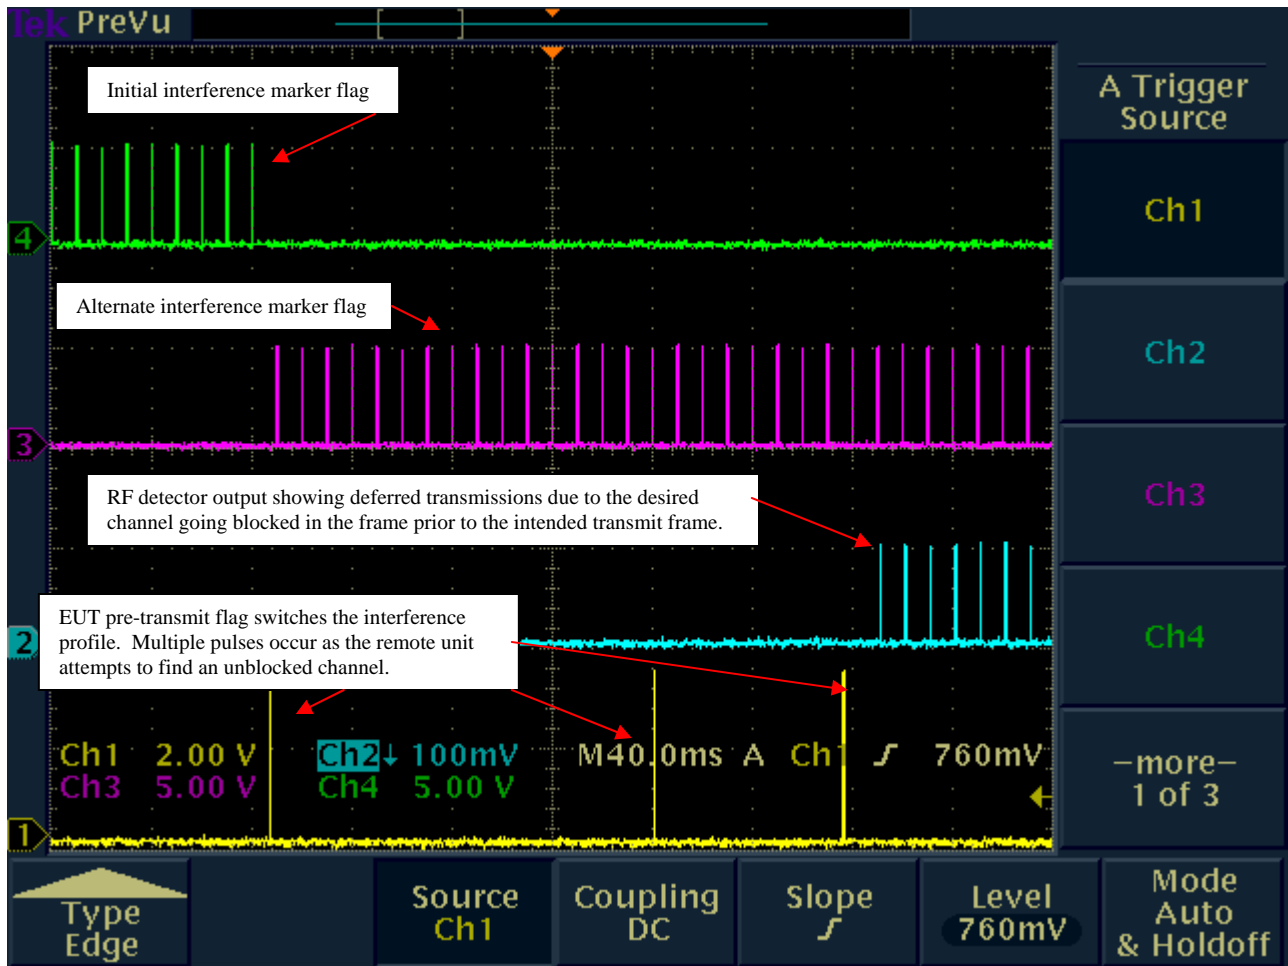 Tek PreVu
Initial interference marker flag
A Trigger
Source
Ch1
4
Alternate interference marker flag
Ch2
3
RF detector output showing deferred transmissions due to the desired
channel going blocked in the frame prior to the intended transmit frame.
Ch3
EUT pre-transmit flag switches the interference
profile. Multiple pulses occur as the remote unit
attempts to find an unblocked channel.
2
Ch4
Ch1 2.00 V Ch2↓ 100mV M40.0ms A Ch1 ƒ 760mV
Ch3 5.00 V Ch4 5.00 V
-more-
1 of 3
1
Type
Edge
Source
Ch1
Coupling
DC
Slope
ƒ
Level
760mV
Mode
Auto
& Holdoff